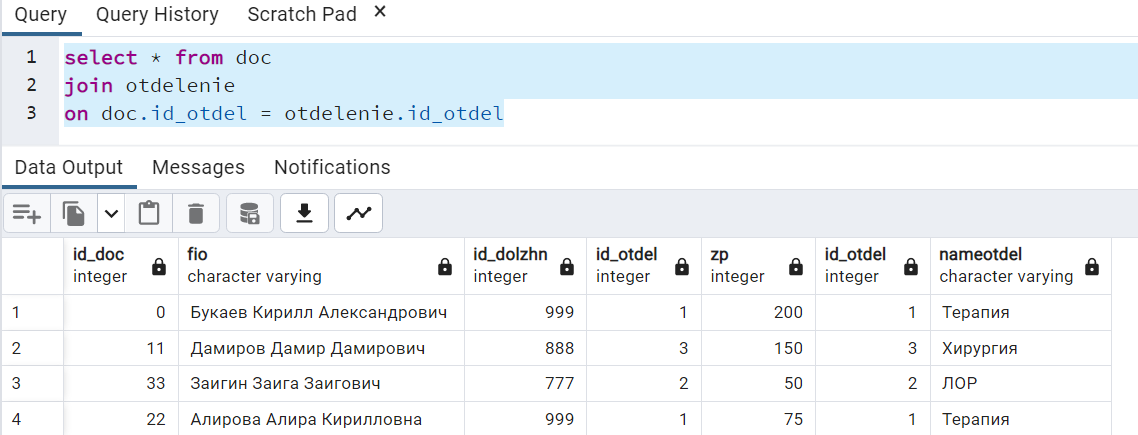 Query Query History Scratch Pad ×
1 select * from doc
2 join otdelenie
3 on doc.id_otdel = otdelenie.id_otdel
Data Output Messages Notifications
id_doc fio id_dolzhn id_otdel zp id_otdel nameotdel
integer character varying integer integer integer integer character varying
1 0 Букаев Кирилл Александрович 999 1 200 1 Терапия
2 11 Дамиров Дамир Дамирович 888 3 150 3 Хирургия
3 33 Заигин Заига Заигович 777 2 50 2 ЛОР
4 22 Алирова Алира Кирилловна 999 1 75 1 Терапия